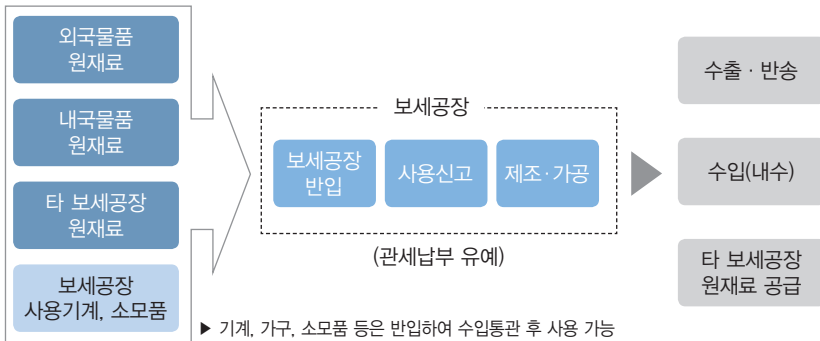 외국물품
원재료
내국물품
원재료
타 보세공장
원재료
보세공장
사용기계, 소모품
보세공장
보세공장
반입
사용신고
제조·가공
(관세납부 유예)
▶ 기계, 가구, 소모품 등은 반입하여 수입통관 후 사용 가능
수출·반송
수입(내수)
타 보세공장
원재료 공급